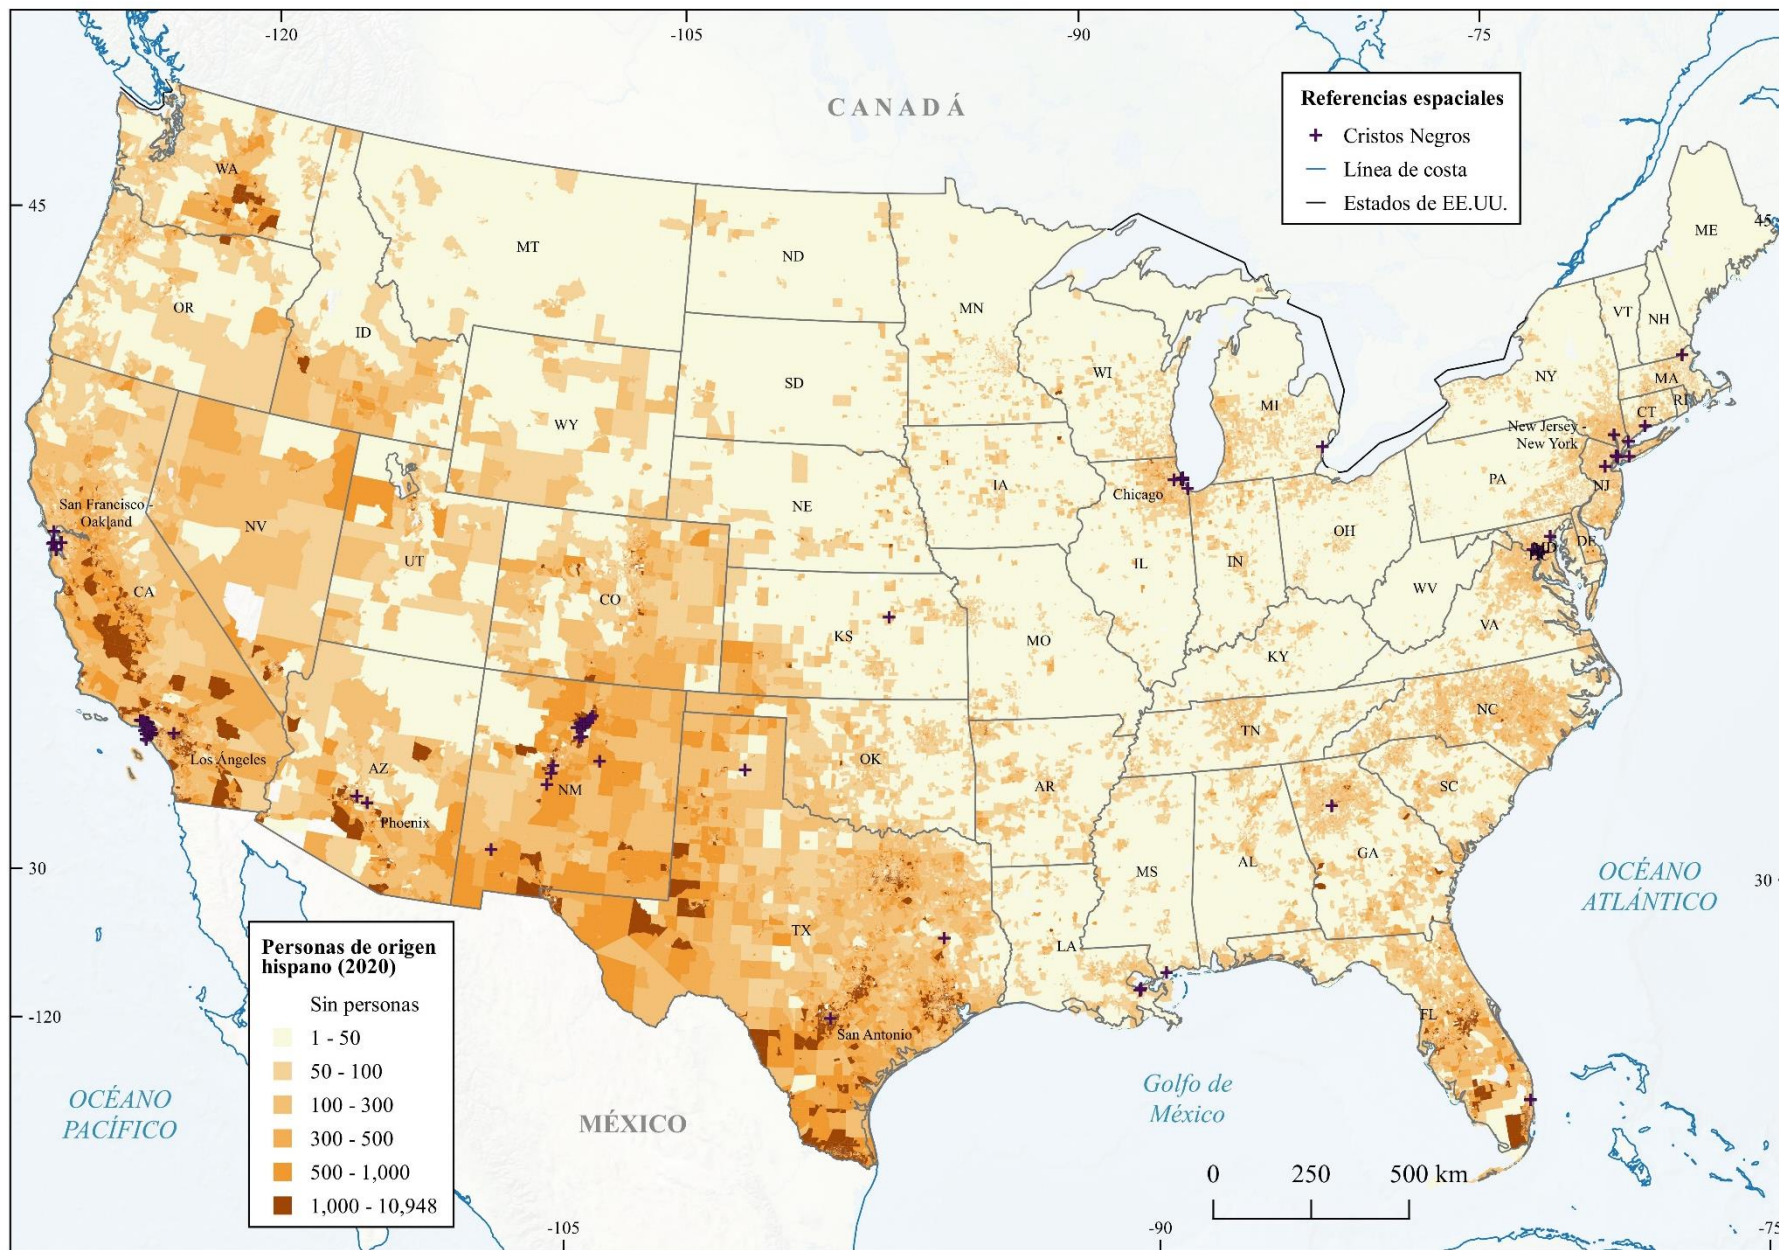 -120
-105
-90
-75
CANADÁ
Referencias espaciales
Cristos Negros
Línea de costa
Estados de EE.UU.
45
45
WA
MT
ND
MN
ME
OR
ID
SD
WI
MI
VT
NH
NY
MA
RI
CT
WY
New Jersey -
New York
IA
Chicago
PA
NJ
NE
San Francisco -
Oakland
NV
UT
OH
MD
DE
IL
IN
WV
CA
CO
KS
MO
VA
KY
NC
TN
Los Ángeles
AZ
NM
OK
AR
SC
Phoenix
GA
AL
MS
30
30
OCÉANO
ATLÁNTICO
Personas de origen
hispano (2020)
Sin personas
1 - 50
50 - 100
100 - 300
300 - 500
500 - 1,000
1,000 - 10,948
TX
LA
FL
-120
San Antonio
OCÉANO
PACÍFICO
MÉXICO
Golfo de
México
0 250 500 km
-105
-90
-75